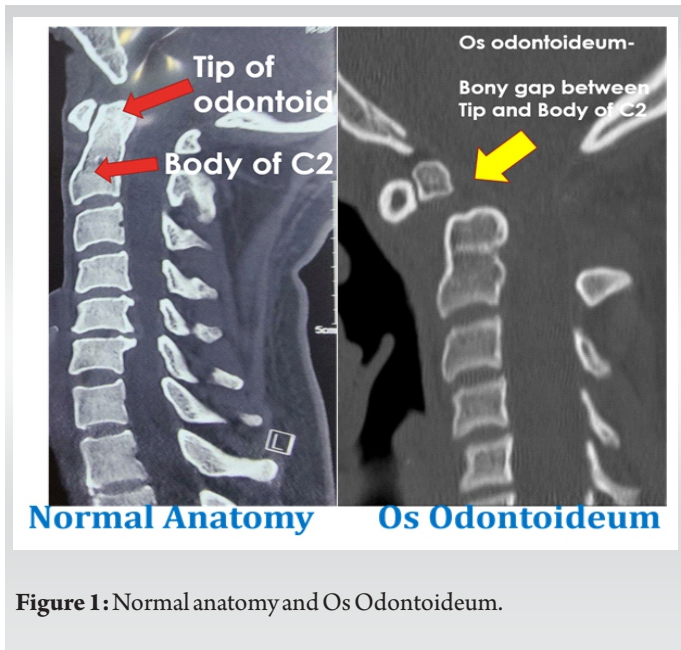 Tip of
odontoid
Body of C2
L
5cm
Normal Anatomy
Os odontoideum-
Bony gap between
Tip and Body of C2
Os Odontoideum
Figure 1: Normal anatomy and Os Odontoideum.